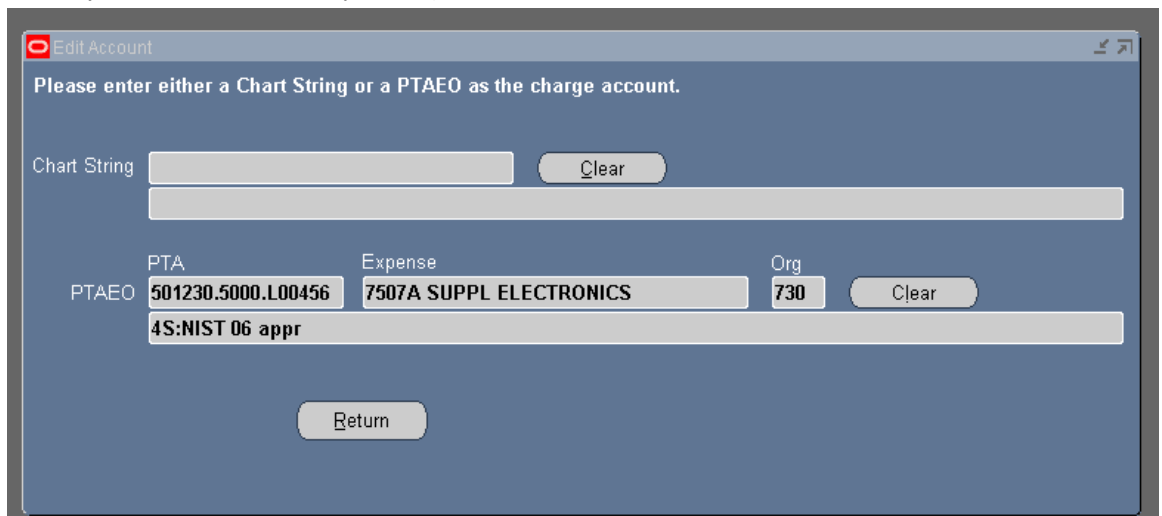 Edit Account
Please enter either a Chart String or a PTAEO as the charge account.
Chart String Clear
PTA Expense Org
PTAEO 501230.5000.L00456 7507A SUPPL ELECTRONICS 730 Clear
4S:NIST 06 appr
Return